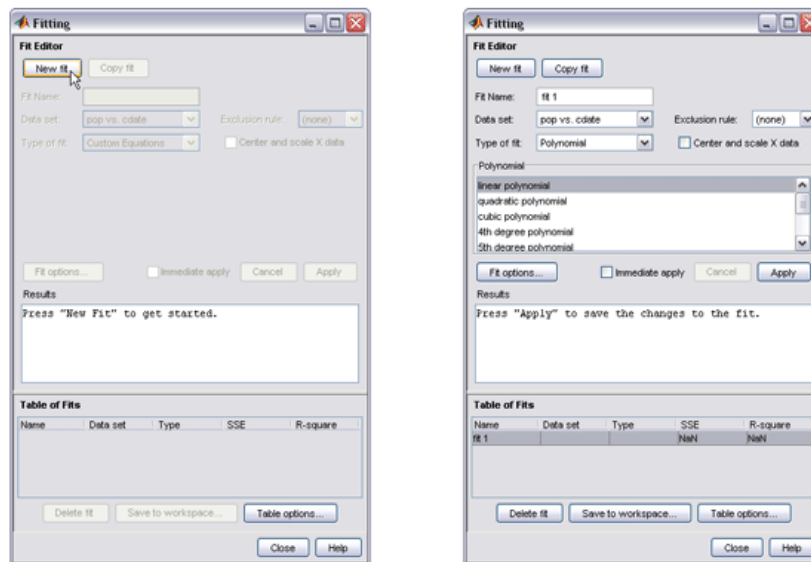 Fitting
Fit Editor
New fit Copy fit
Fit Name:
Data set: pop vs. cdate Exclusion rule: (none)
Type of fit: Custom Equations Center and scale X data
Fit options... Immediate apply Cancel Apply
Results
Press "New Fit" to get started.
Table of Fits
Name Data set Type SSE R-square
Delete fit Save to workspace... Table options...
Close Help
Fitting
Fit Editor
New fit Copy fit
Fit Name: fit 1
Data set: pop vs. cdate Exclusion rule: (none)
Type of fit: Polynomial Center and scale X data
Polynomial
linear polynomial
quadratic polynomial
cubic polynomial
4th degree polynomial
5th degree polynomial
Fit options... Immediate apply Cancel Apply
Results
Press "Apply" to save the changes to the fit.
Table of Fits
Name Data set Type SSE R-square
fit 1 NaN NaN
Delete fit Save to workspace... Table options...
Close Help